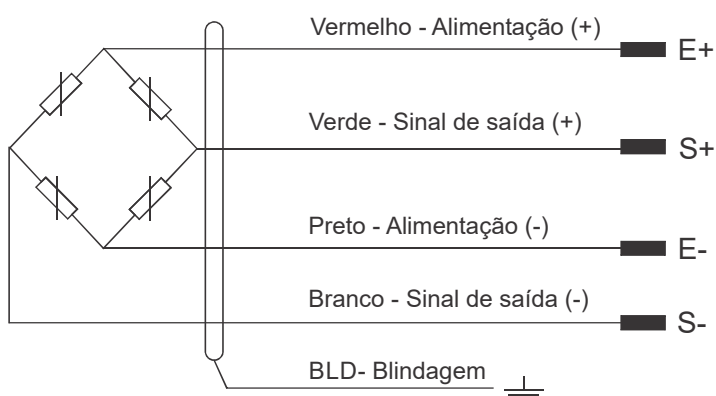 Vermelho - Alimentação (+)
E+
Verde - Sinal de saída (+)
S+
Preto - Alimentação (-)
E-
Branco - Sinal de saída (-)
S-
BLD- Blindagem